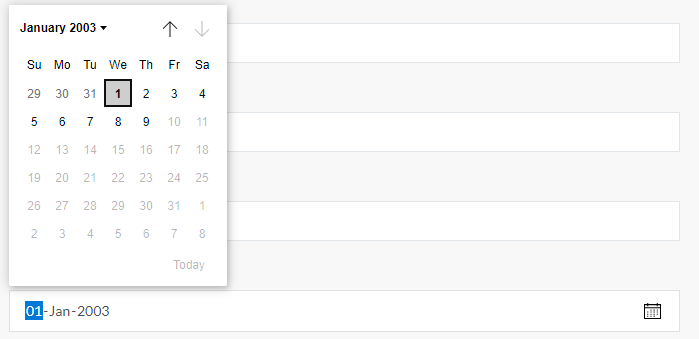 January 2003
Su Mo Tu We Th Fr Sa
29 30 31 1 2 3 4
5 6 7 8 9 10 11
12 13 14 15 16 17 18
19 20 21 22 23 24 25
26 27 28 29 30 31 1
2 3 4 5 6 7 8
Today
01-Jan-2003